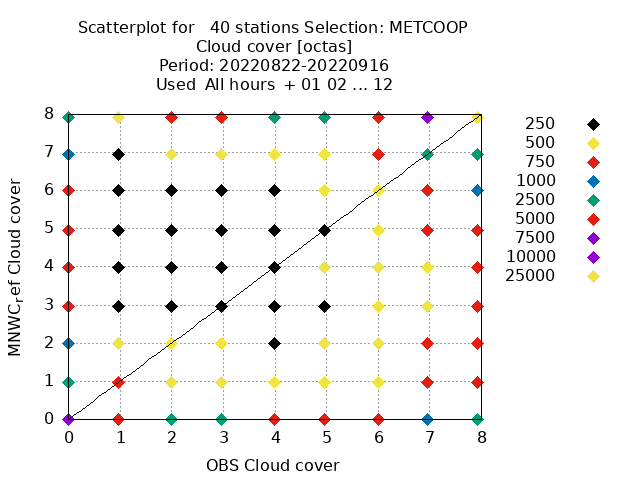 Scatterplot for 40 stations Selection: METCOOP
Cloud cover [octas]
Period: 20220822-20220916
Used All hours + 01 02 ... 12
MNWC_ref Cloud cover
8
7
6
5
4
3
2
1
0
0 1 2 3 4 5 6 7 8
OBS Cloud cover
250
500
750
1000
2500
5000
7500
10000
25000